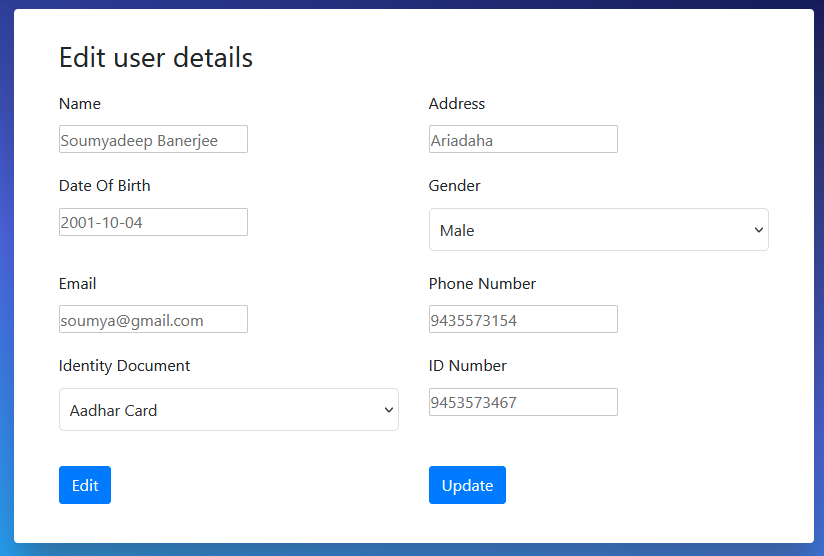 Edit user details
Name
Address
Soumyadeep Banerjee
Ariadaha
Date Of Birth
Gender
2001-10-04
Male
Email
Phone Number
soumya@gmail.com
9435573154
Identity Document
ID Number
Aadhar Card
9453573467
Edit
Update